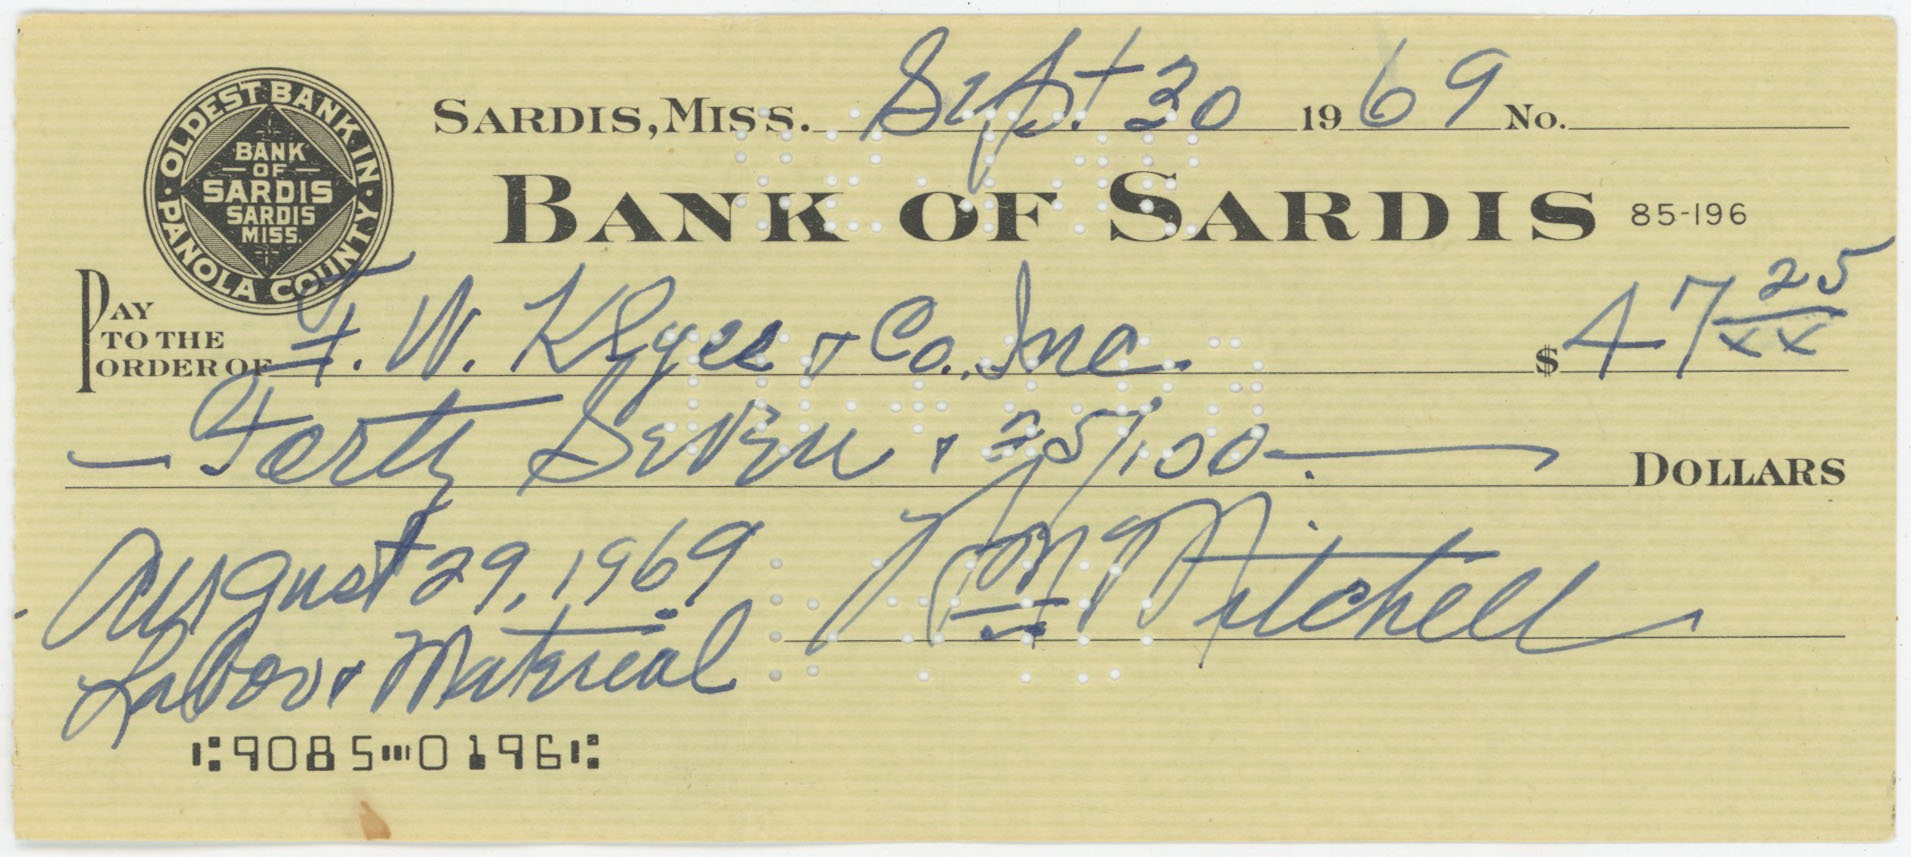 OLDEST BANK IN PANOLA COUNTY
BANK OF SARDIS SARDIS MISS.
SARDIS, MISS. Sept. 30 1969 No.
BANK OF SARDIS 85-196
PAY TO THE ORDER OF F. W. & Co., Inc. $ 47 25/xx
Forty Seven & 25/100 DOLLARS
August 29, 1969 Mitchell
Labor & Material
⑆9085⑉0196⑆